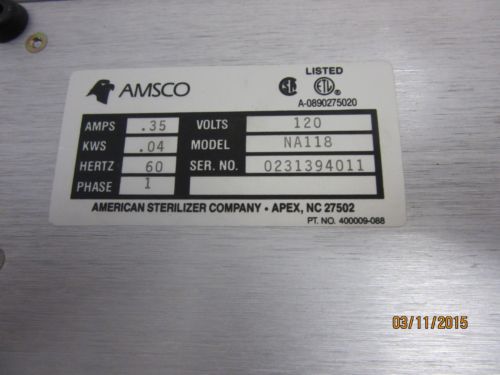 AMSCO
LISTED
ETL
A-0890275020
AMPS .35 VOLTS 120
KWS .04 MODEL NA118
HERTZ 60 SER. NO. 0231394011
PHASE 1
AMERICAN STERILIZER COMPANY • APEX, NC 27502
PT. NO. 400009-088
03/11/2015